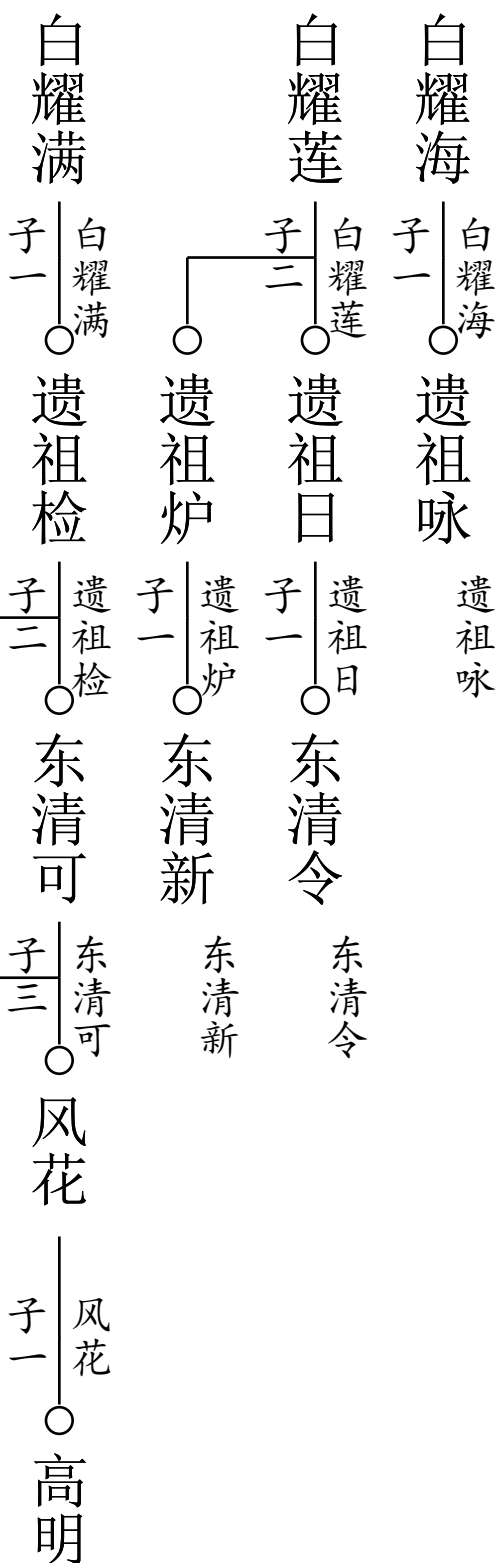 白耀海
白耀莲
白耀满
白耀海
子一
白耀莲
子二
白耀满
子一
遗祖咏
遗祖日
遗祖炉
遗祖检
遗祖咏
遗祖日
子一
遗祖炉
子一
遗祖检
子二
东清令
东清新
东清可
东清令
东清新
东清可
子三
风花
风花
子一
高明